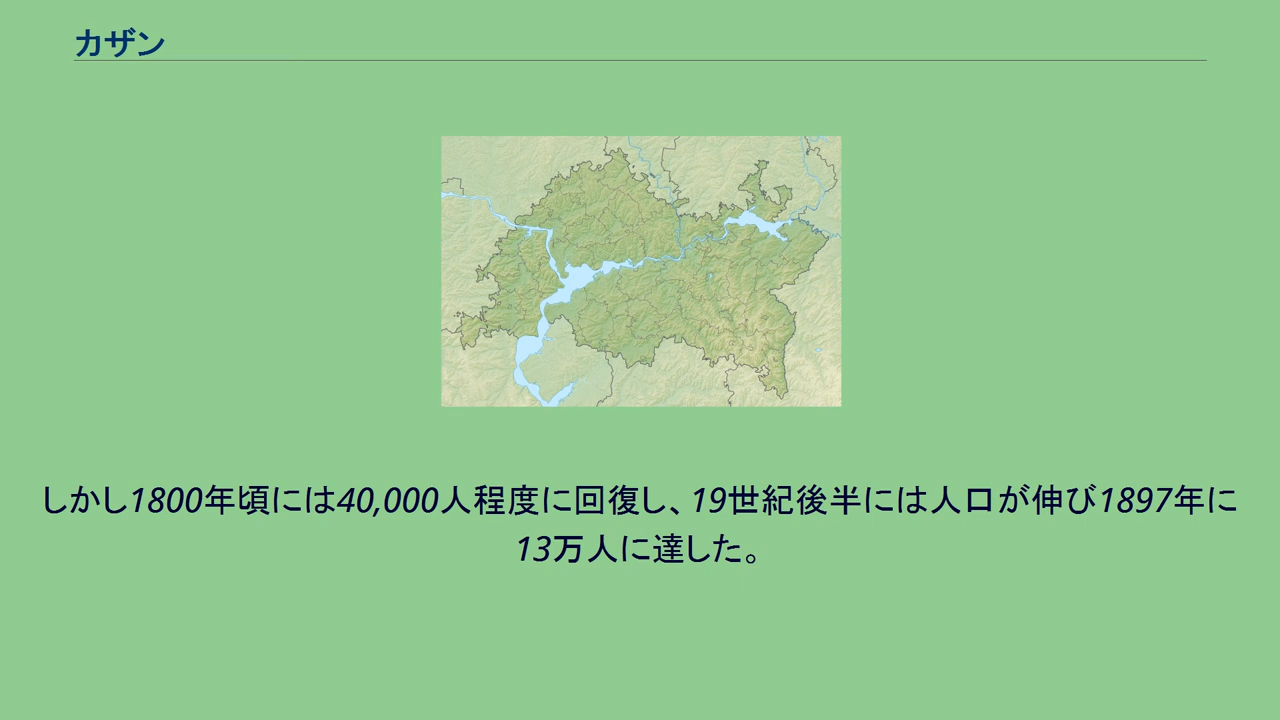 カザン
しかし1800年頃には40,000人程度に回復し、19世紀後半には人口が伸び1897年に
13万人に達した。